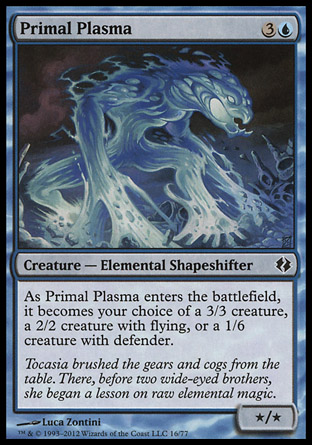 Primal Plasma 3
Creature — Elemental Shapeshifter
As Primal Plasma enters the battlefield,
it becomes your choice of a 3/3 creature,
a 2/2 creature with flying, or a 1/6
creature with defender.
Tocasia brushed the gears and cogs from
the table. There, before two wide-eyed brothers,
she began a lesson on raw elemental magic.
Luca Zontini
™ & © 1993–2012 Wizards of the Coast LLC 16/77
★/★